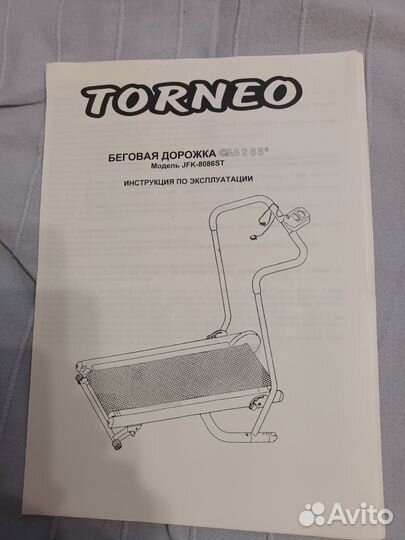 TORNEO
БЕГОВАЯ ДОРОЖКА
Модель JFK-8086ST
ИНСТРУКЦИЯ ПО ЭКСПЛУАТАЦИИ
Avito